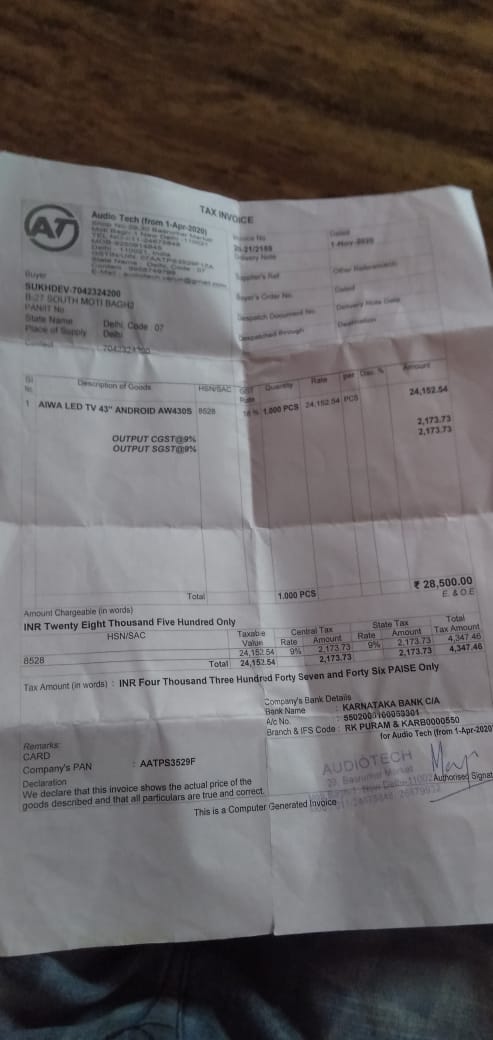 TAX INVOICE
AT
Audio Tech (from 1-Apr-2020)
Invoice No.
Dated
20-21/2189
1-Nov-2020
Delivery Note
Supplier's Ref.
Other Reference(s)
Buyer
SUKHDEV-7042324200
B-27 SOUTH MOTI BAGH2
PANIIT No
State Name Delhi, Code 07
Place of Supply Delhi
Contact 7042324200
Buyer's Order No.
Dated
Despatch Document No.
Delivery Note Date
Despatched through
Destination
Sl
Description of Goods
HSN/SAC
GST
Rate
Quantity
Rate
per
Disc. %
Amount
1 AIWA LED TV 43" ANDROID AW430S 8528 18 % 1.000 PCS 24,152.54 PCS 24,152.54
OUTPUT CGST@9% 2,173.73
OUTPUT SGST@9% 2,173.73
Total 1.000 PCS ₹ 28,500.00
Amount Chargeable (in words) E. & O.E
INR Twenty Eight Thousand Five Hundred Only
HSN/SAC Taxable Central Tax State Tax Total
Value Rate Amount Rate Amount Tax Amount
8528 24,152.54 9% 2,173.73 9% 2,173.73 4,347.46
Total 24,152.54 2,173.73 2,173.73 4,347.46
Tax Amount (in words) : INR Four Thousand Three Hundred Forty Seven and Forty Six PAISE Only
Company's Bank Details
Bank Name : KARNATAKA BANK C/A
A/c No. :
Branch & IFS Code : RK PURAM & KARB0000550
Remarks:
CARD
Company's PAN : AATPS3529F
Declaration
We declare that this invoice shows the actual price of the
goods described and that all particulars are true and correct.
for Audio Tech (from 1-Apr-2020
AUDIOTECH
Authorised Signat
This is a Computer Generated Invoice